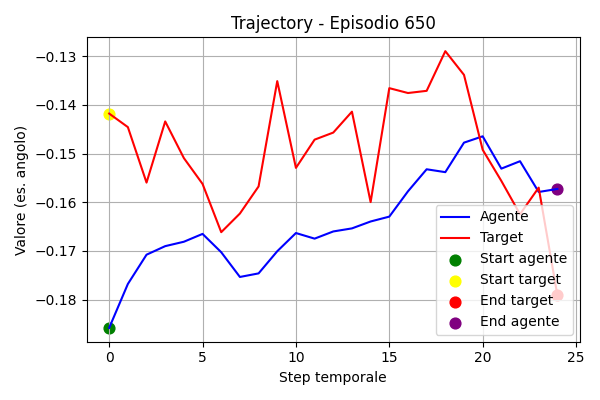 Trajectory - Episodio 650
Valore (es. angolo)
−0.13
−0.14
−0.15
−0.16
−0.17
−0.18
0
5
10
15
20
25
Step temporale
Agente
Target
Start agente
Start target
End target
End agente